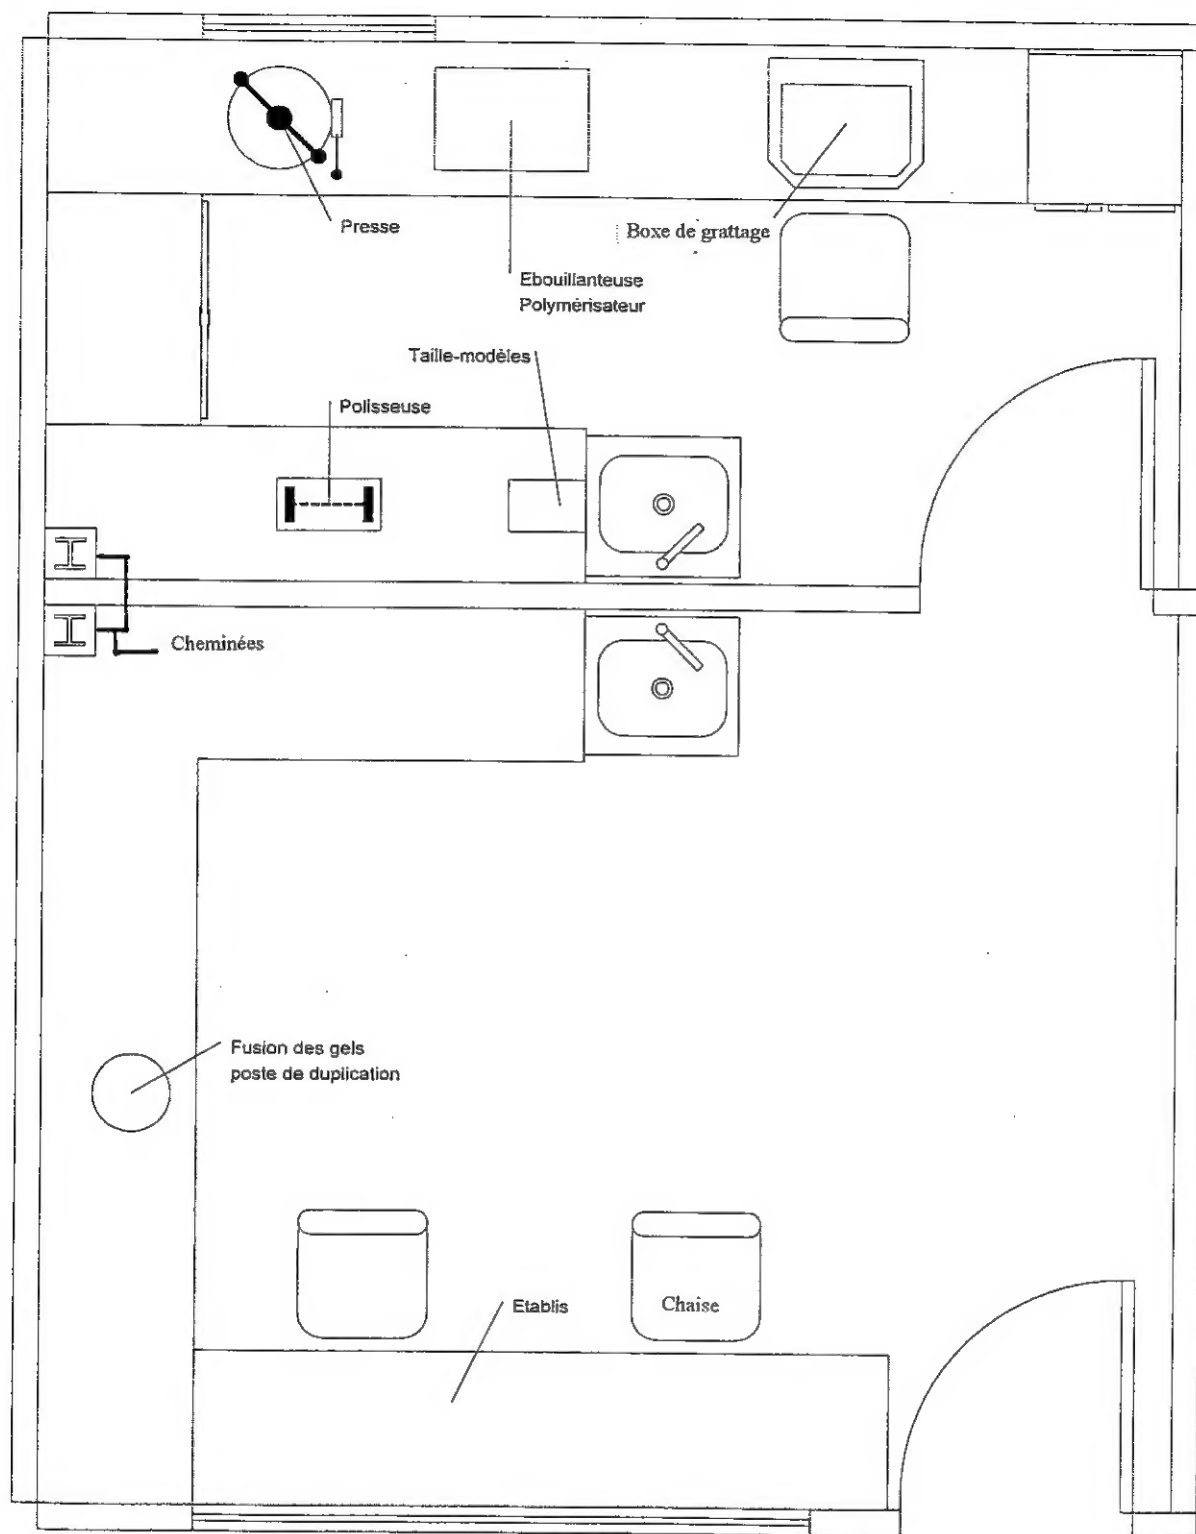 Presse
Boxe de grattage
Ebouillanteuse
Polymérisateur
Taille-modèles
Polisseuse
Cheminées
Fusion des gels
poste de duplication
Etablis
Chaise